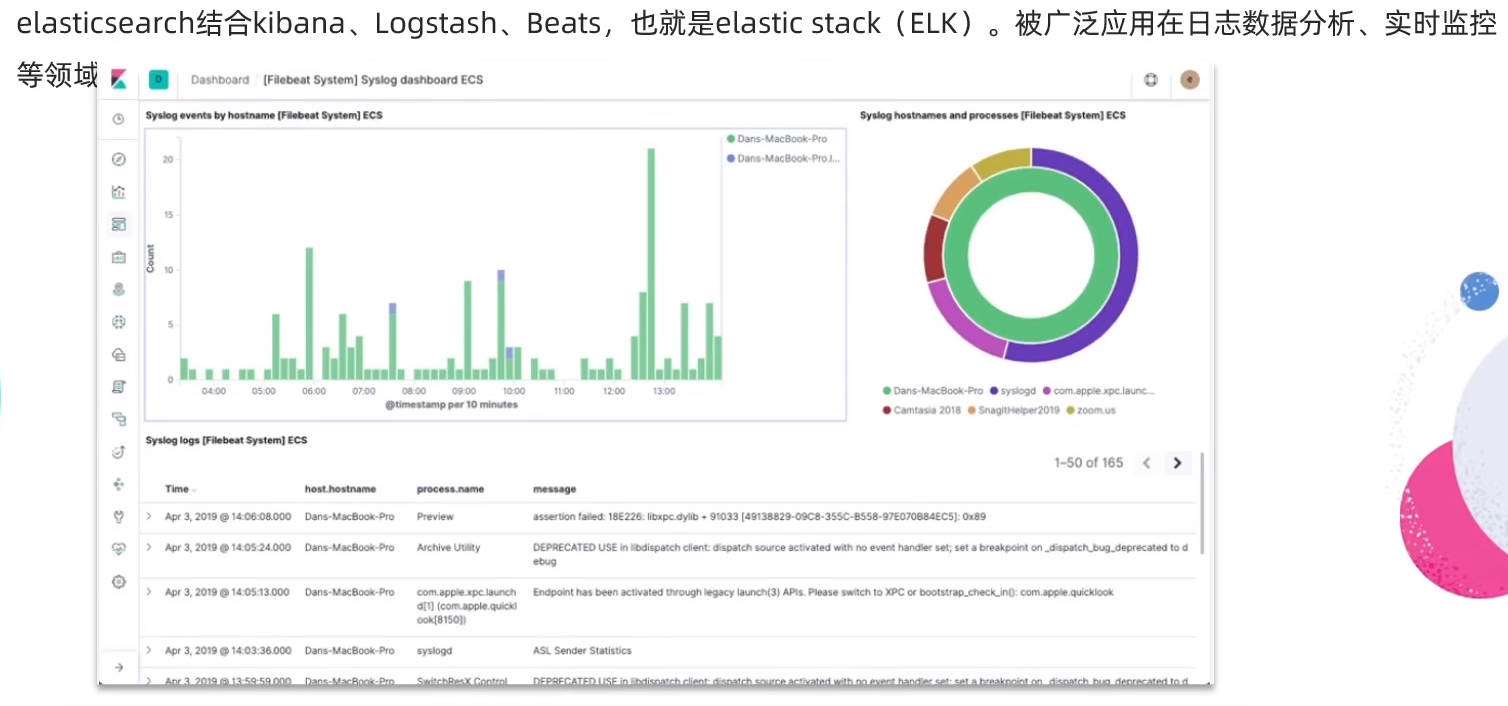 elasticsearch结合kibana、Logstash、Beats，也就是elastic stack（ELK）。被广泛应用在日志数据分析、实时监控
等领域
D Dashboard / [Filebeat System] Syslog dashboard ECS e
Syslog events by hostname [Filebeat System] ECS
Dans-MacBook-Pro
Dans-MacBook-Pro.l...
20
15
10
5
0
Count
04:00 05:00 06:00 07:00 08:00 09:00 10:00 11:00 12:00 13:00
@timestamp per 10 minutes
Syslog hostnames and processes [Filebeat System] ECS
Dans-MacBook-Pro syslogd com.apple.xpc.launc...
Camtasia 2018 SnagitHelper2019 zoom.us
Syslog logs [Filebeat System] ECS
1–50 of 165
Time host.hostname process.name message
Apr 3, 2019 @ 14:06:08.000 Dans-MacBook-Pro Preview assertion failed: 18E226: libxpc.dylib + 91033 [49138829-09C8-355C-B558-97E070B84EC5]: 0x89
Apr 3, 2019 @ 14:05:24.000 Dans-MacBook-Pro Archive Utility DEPRECATED USE in libdispatch client: dispatch source activated with no event handler set; set a breakpoint on _dispatch_bug_deprecated to d
ebug
Apr 3, 2019 @ 14:05:13.000 Dans-MacBook-Pro com.apple.xpc.launch Endpoint has been activated through legacy launch(3) APIs. Please switch to XPC or bootstrap_check_in(): com.apple.quicklook
d[1] (com.apple.quickl
ook[8150])
Apr 3, 2019 @ 14:03:36.000 Dans-MacBook-Pro syslogd ASL Sender Statistics
Apr 3, 2019 @ 13:59:59.000 Dans-MacBook-Pro SwitchResX Control DEPRECATED USE in libdispatch client: dispatch source activated with no event handler set; set a breakpoint on _dispatch_bug_deprecated to d